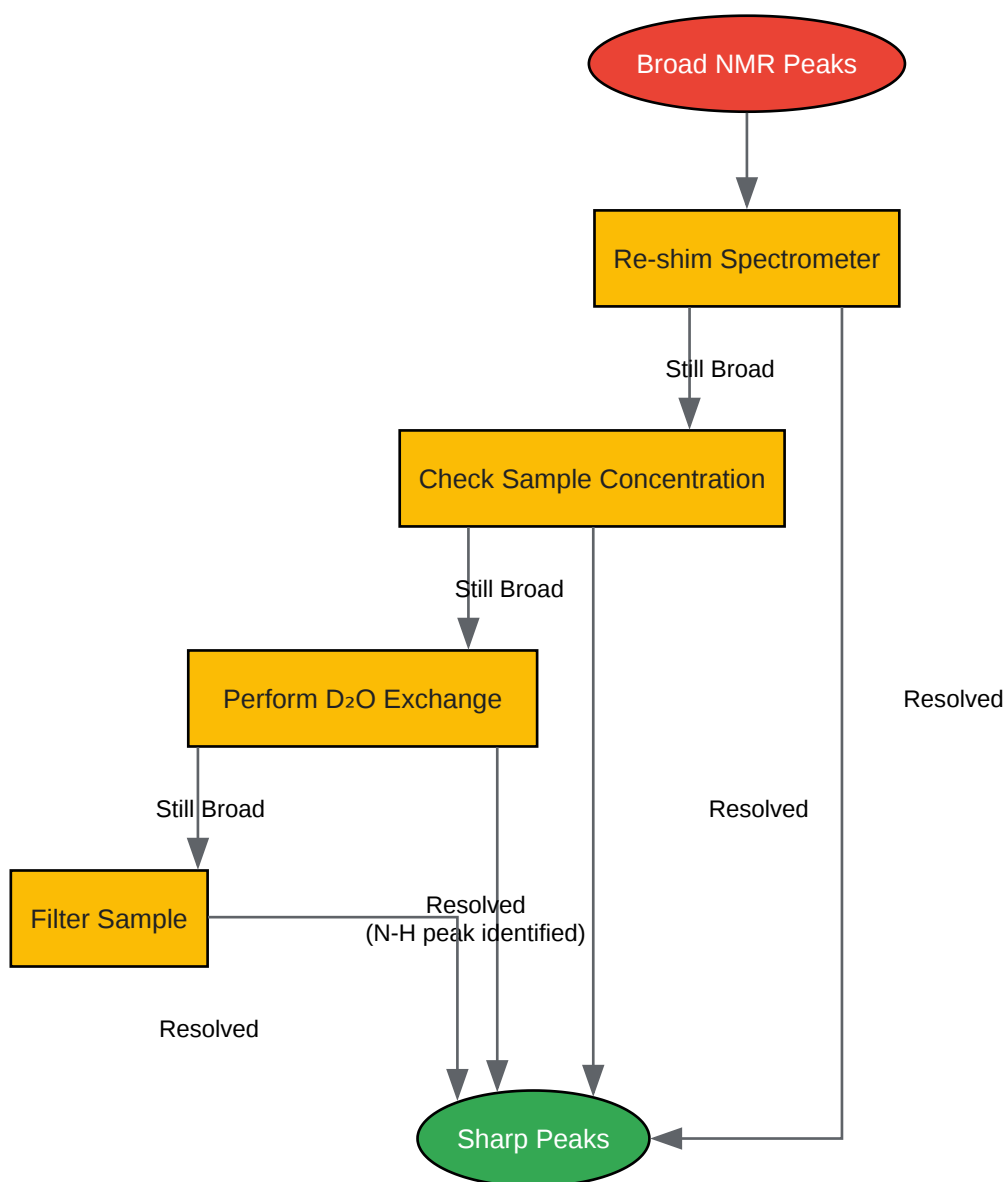 Broad NMR Peaks
Re-shim Spectrometer
Still Broad
Check Sample Concentration
Still Broad
Perform D₂O Exchange
Resolved
Still Broad
Resolved
Filter Sample
Resolved
(N-H peak identified)
Resolved
Sharp Peaks